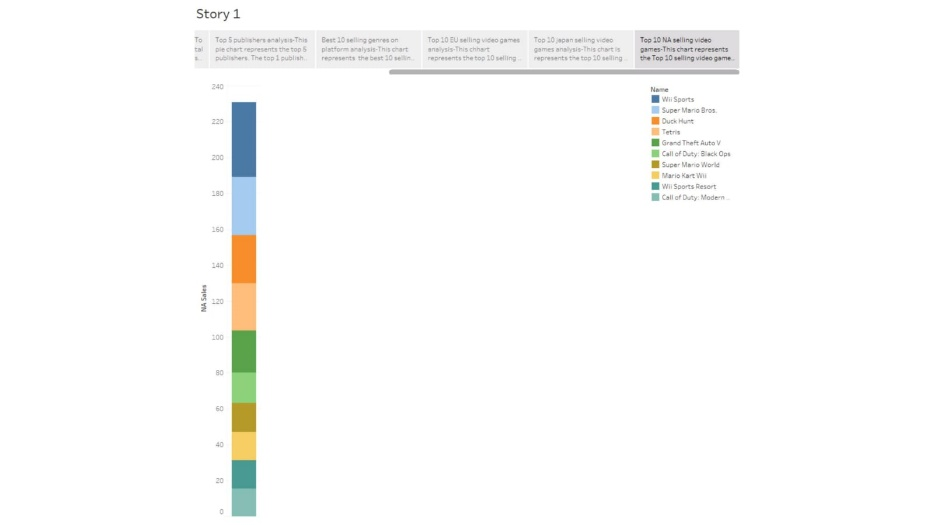 Story 1
To
tal
s...
Top 5 publishers analysis-This
pie chart represents the top 5
publishers. The top 1 publish..
Best 10 selling genres on
platform analysis-This chart
represents the best 10 sellin..
Top 10 EU selling video games
analysis-This chhart
represents the top 10 selling ..
Top 10 japan selling video
games analysis-This chart is
represents the top 10 selling ..
Top 10 NA selling video
games-This chart represents
the Top 10 selling video game..
240
220
200
180
160
140
120
100
80
60
40
20
0
NA Sales
Name
Wii Sports
Super Mario Bros.
Duck Hunt
Tetris
Grand Theft Auto V
Call of Duty: Black Ops
Super Mario World
Mario Kart Wii
Wii Sports Resort
Call of Duty: Modern ..